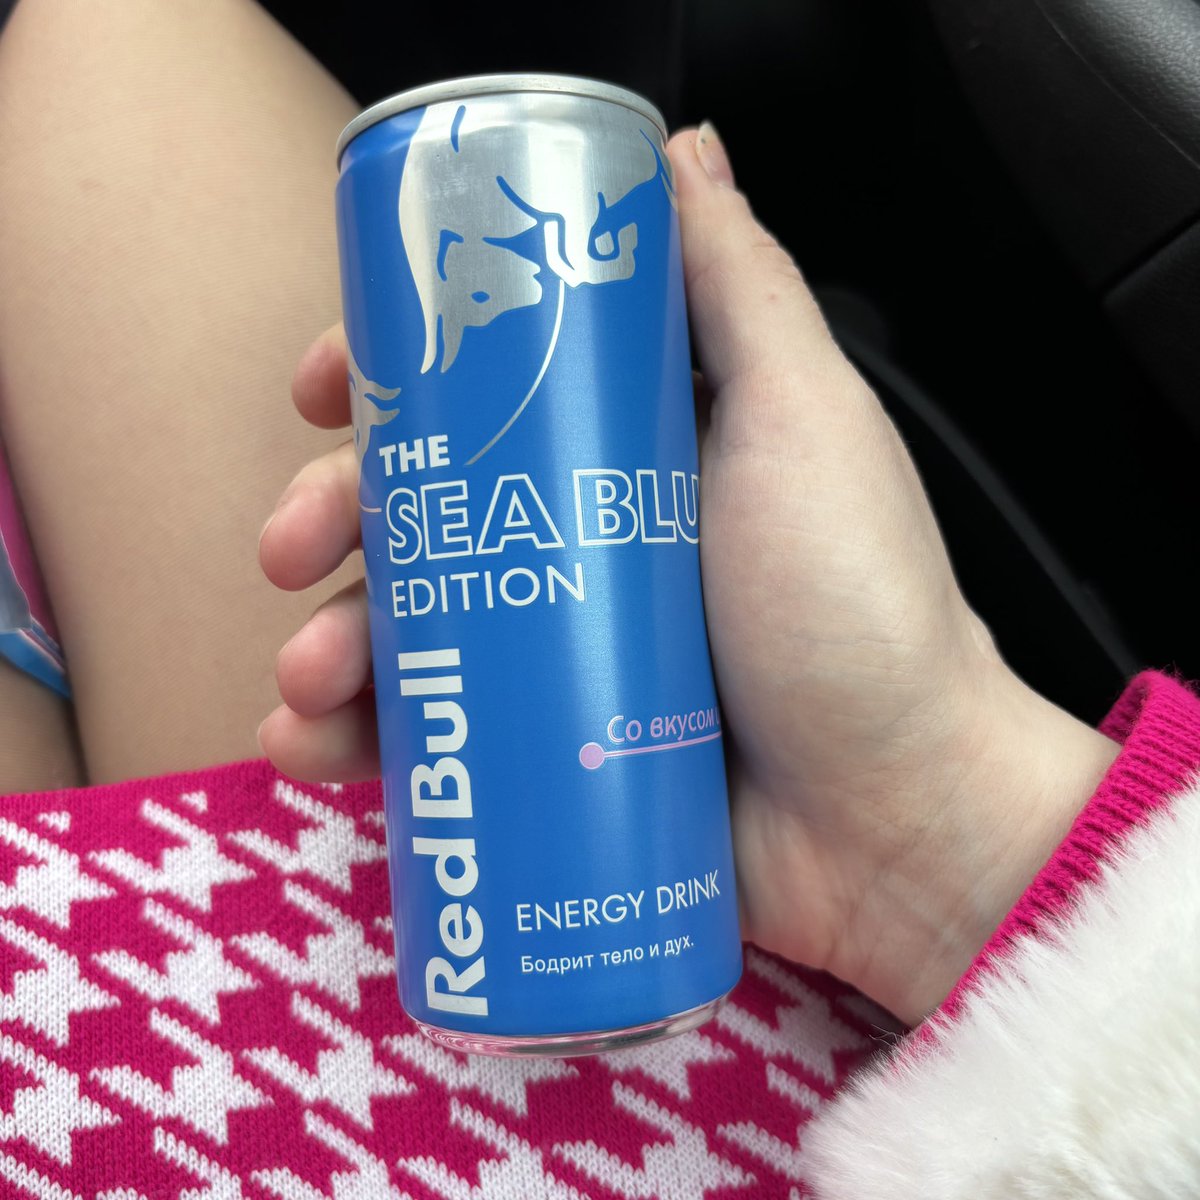 THE
SEA BLU
EDITION
Red Bull
Со вкусом
ENERGY DRINK
Бодрит тело и дух.